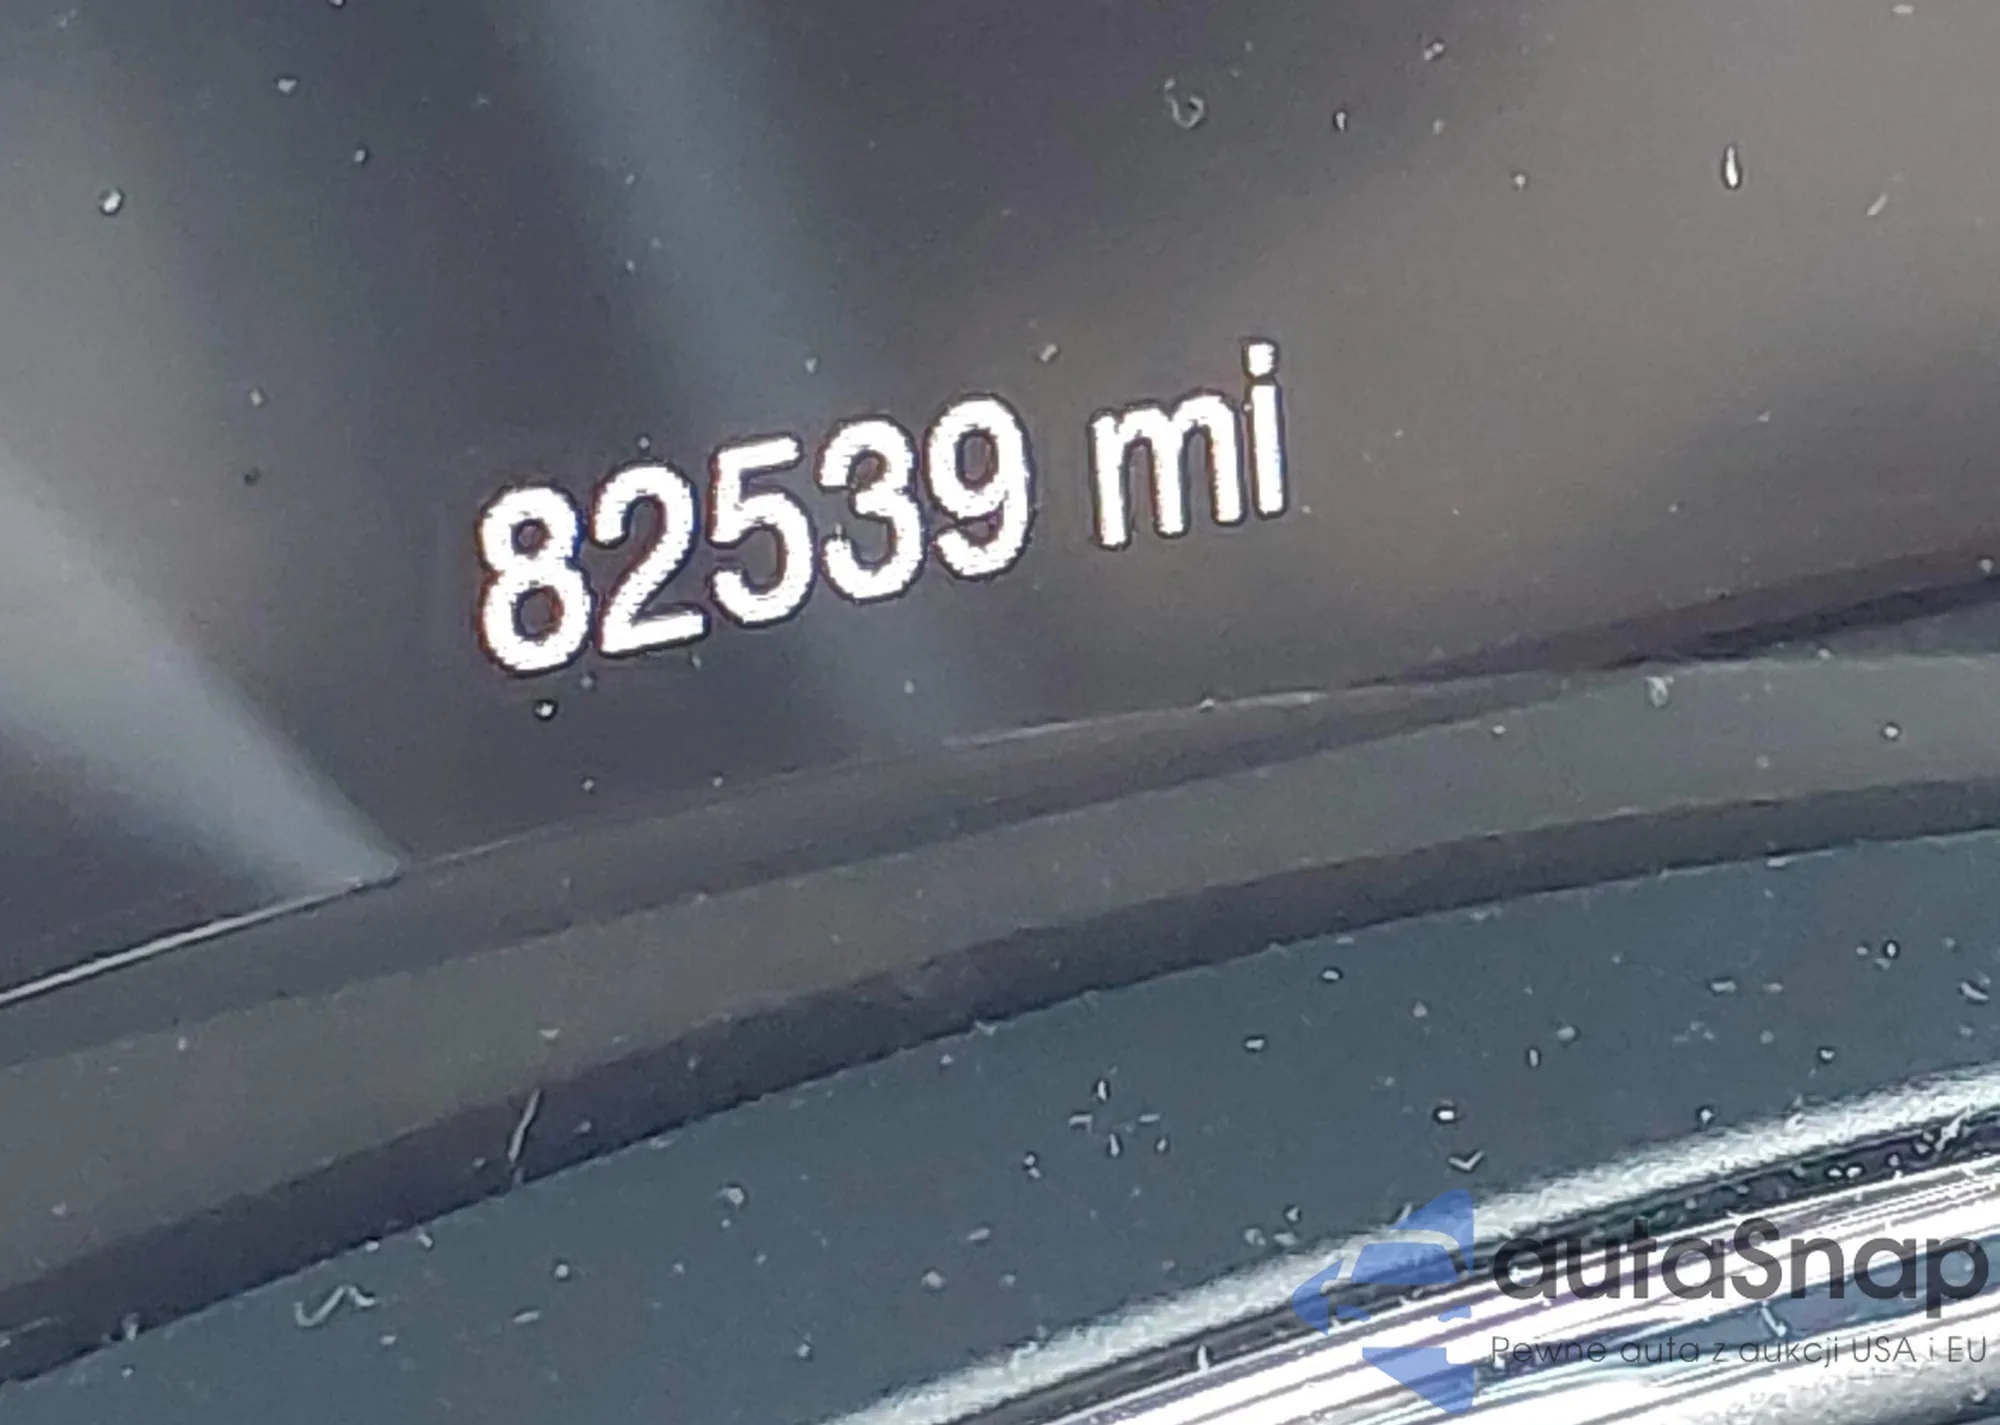 82539 mi
autaSnap
Pewne auta z aukcji USA i EU